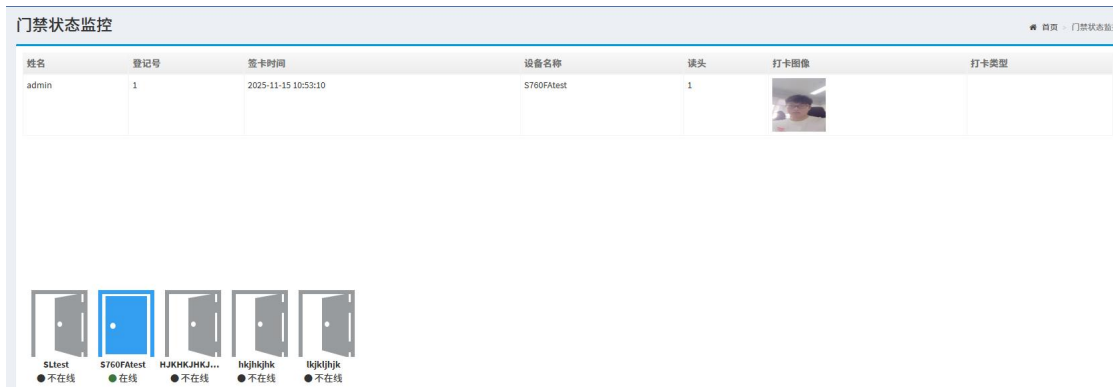 门禁状态监控
首页 > 门禁状态监
姓名 登记号 签卡时间 设备名称 读头 打卡图像 打卡类型
admin 1 2025-11-15 10:53:10 S760FAtest 1
SLtest S760FAtest HJKHKJHKJ... hkjhkjhk lkjkljhjk
不在线 在线 不在线 不在线 不在线